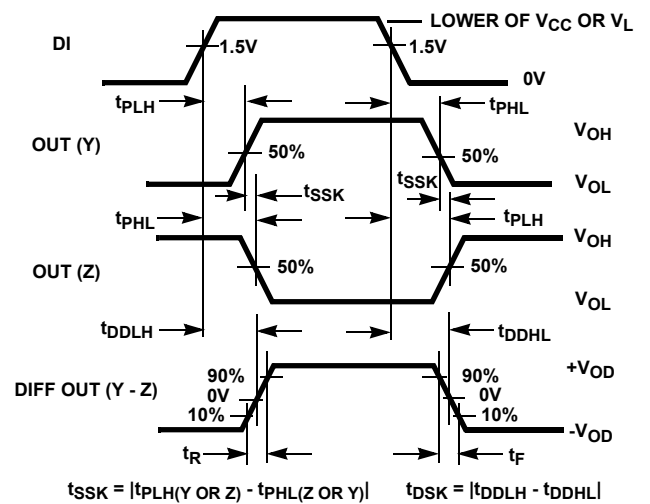 LOWER OF VCC OR VL
DI
1.5V
1.5V
0V
tPLH
tPHL
OUT (Y)
VOH
50%
50%
tSSK
tSSK
VOL
tPHL
tPLH
VOH
OUT (Z)
50%
50%
VOL
tDDLH
tDDHL
+VOD
90%
90%
DIFF OUT (Y - Z)
0V
0V
10%
10%
-VOD
tR
tF
tSSK = |tPLH(Y OR Z) - tPHL(Z OR Y)|
tDSK = |tDDLH - tDDHL|